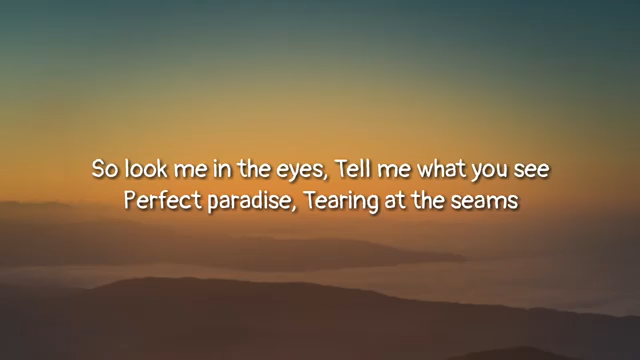 So look me in the eyes, Tell me what you see
Perfect paradise, Tearing at the seams